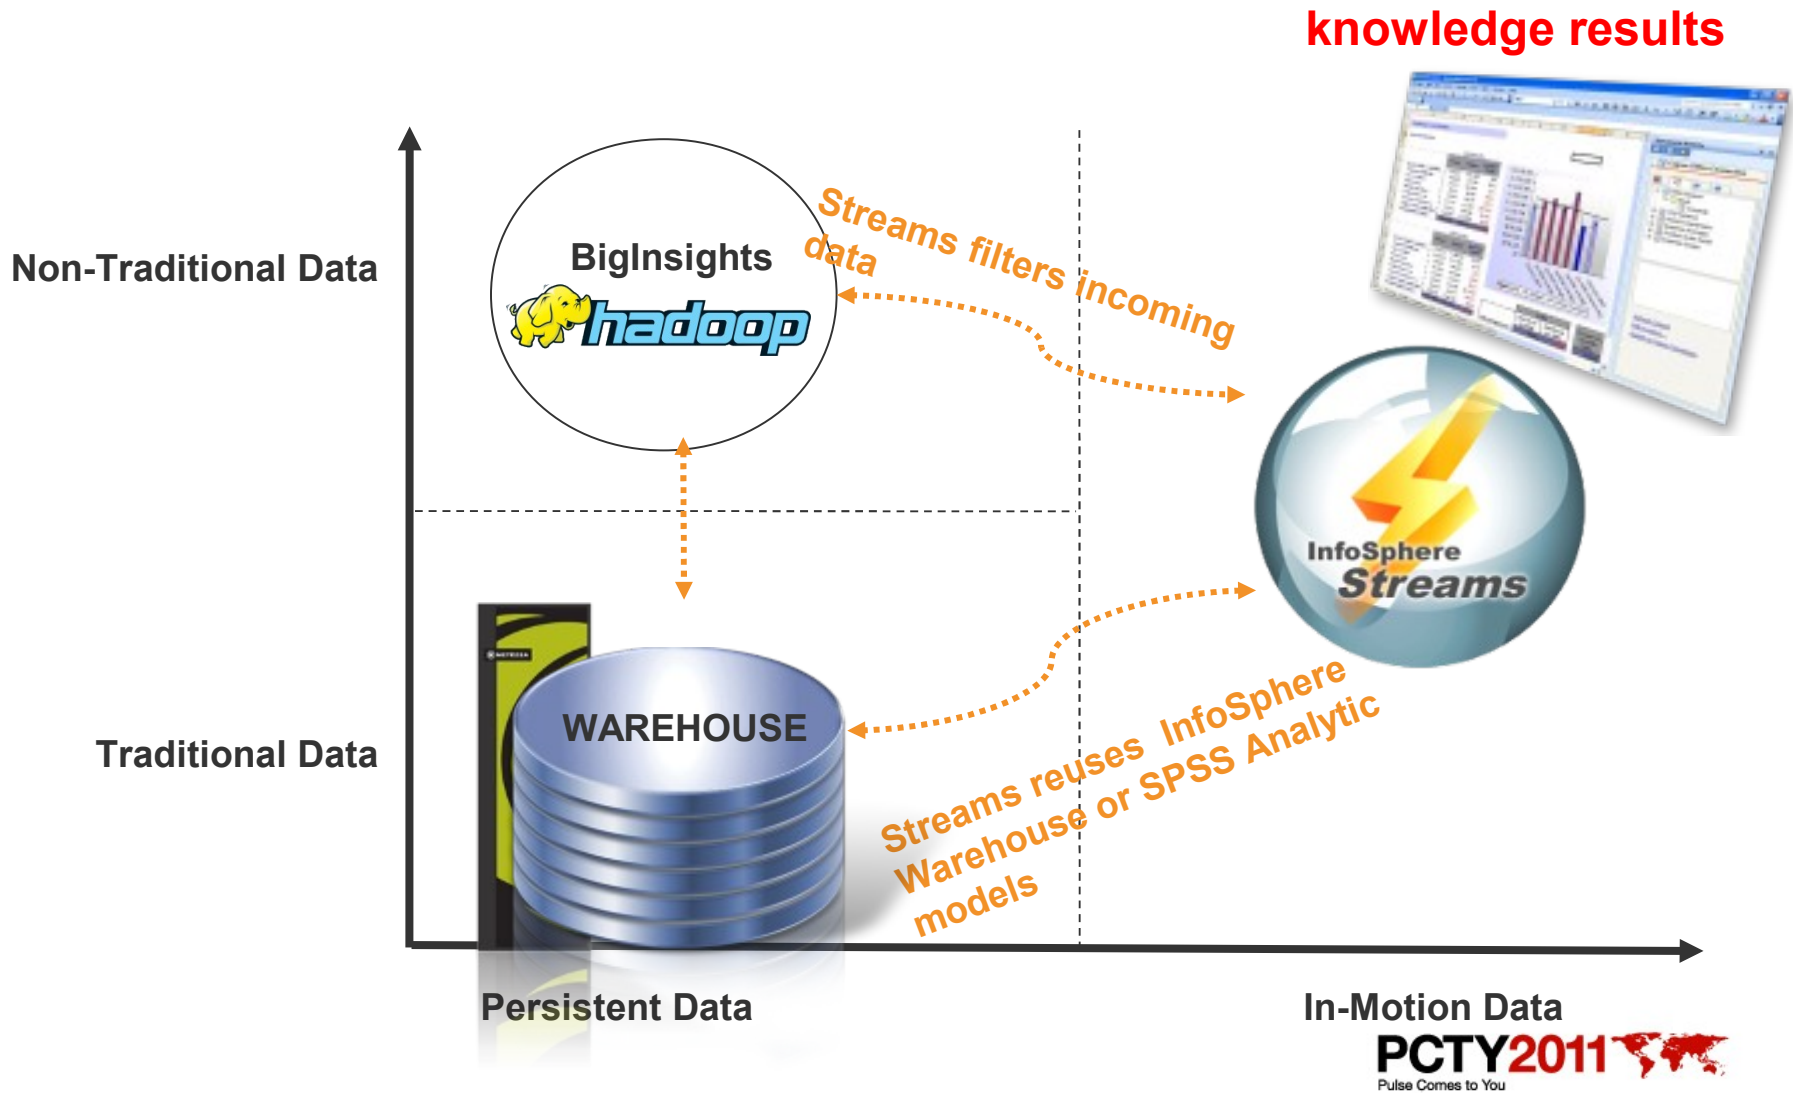 knowledge results
Non-Traditional Data
BigInsights
hadoop
Streams filters incoming
data
InfoSphere
Streams
NETEZZA
WAREHOUSE
Traditional Data
Streams reuses InfoSphere
Warehouse or SPSS Analytic
models
Persistent Data
In-Motion Data
PCTY2011
Pulse Comes to You